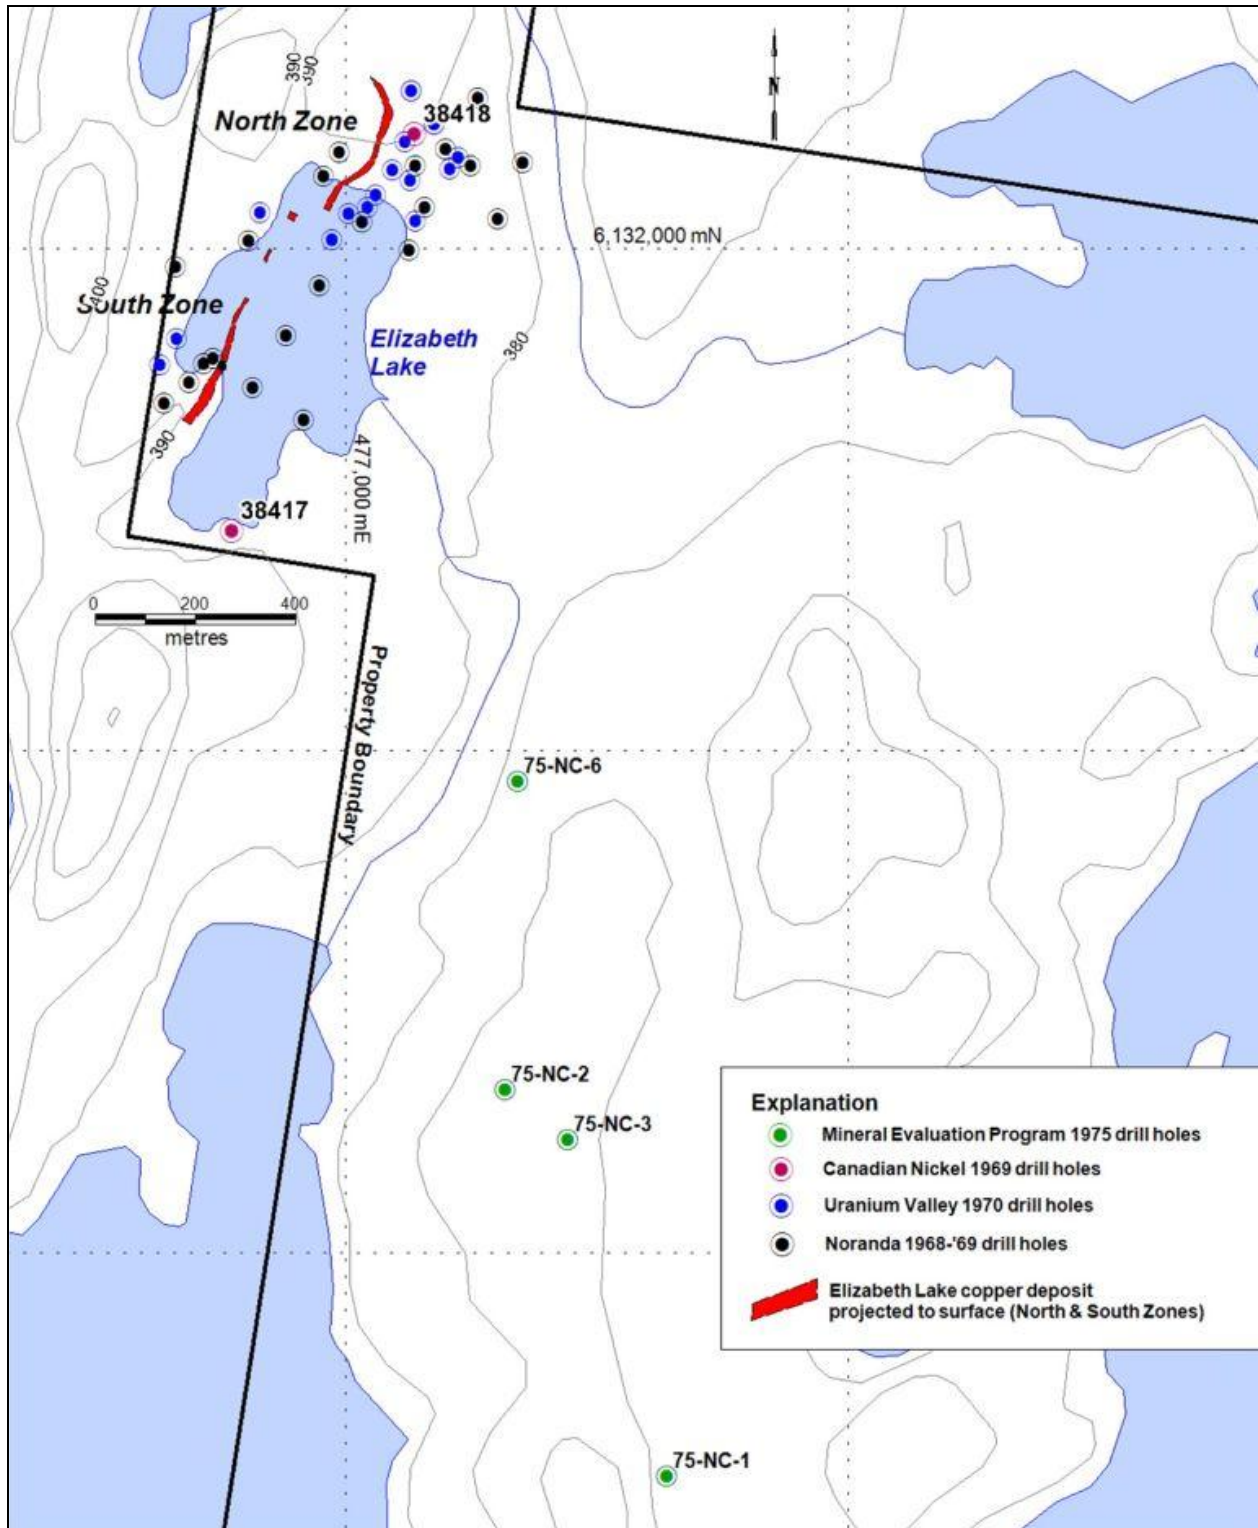 390
390
N
North Zone
38418
6,132,000 mN
400
South Zone
Elizabeth
Lake
380
390
477,000 mE
38417
0 200 400
metres
Property Boundary
75-NC-6
75-NC-2
75-NC-3
Explanation
Mineral Evaluation Program 1975 drill holes
Canadian Nickel 1969 drill holes
Uranium Valley 1970 drill holes
Noranda 1968-'69 drill holes
Elizabeth Lake copper deposit
projected to surface (North & South Zones)
75-NC-1